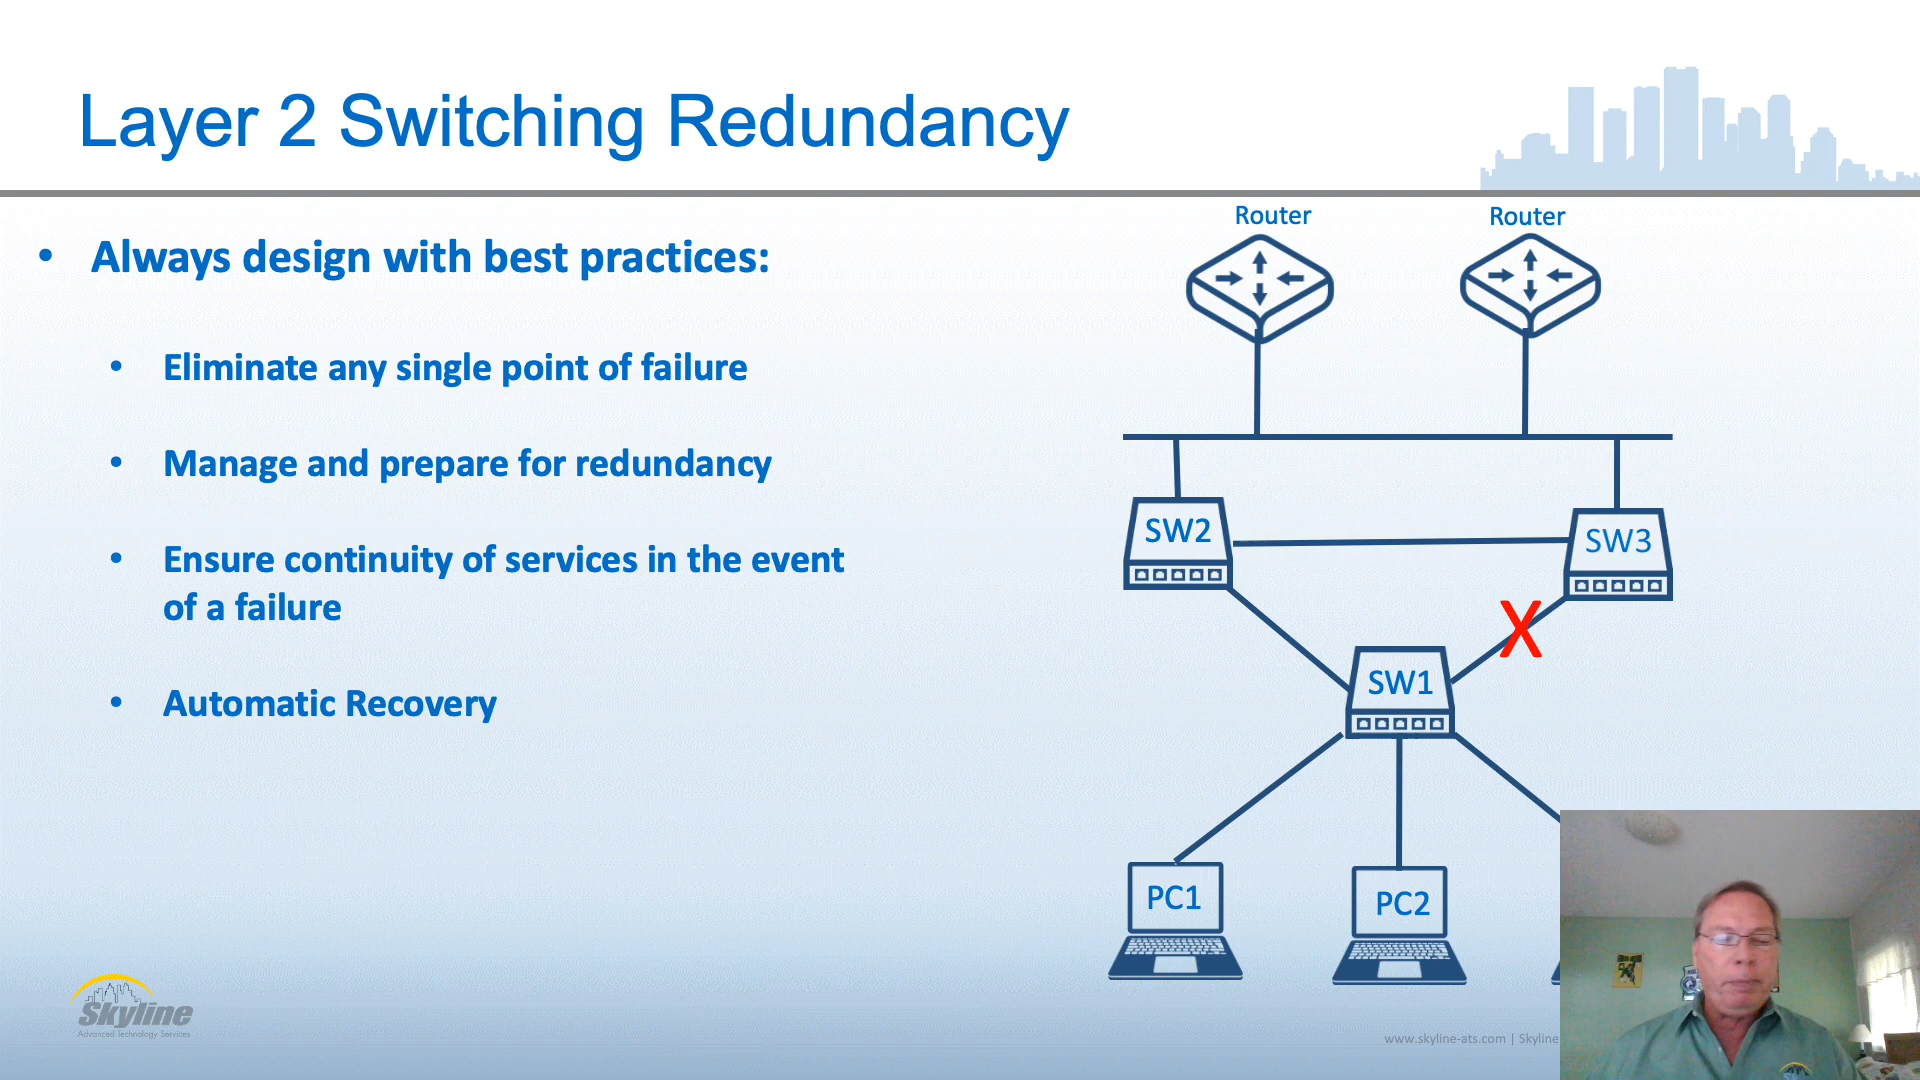 Layer 2 Switching Redundancy
• Always design with best practices:
• Eliminate any single point of failure
• Manage and prepare for redundancy
• Ensure continuity of services in the event
of a failure
• Automatic Recovery
Router
Router
SW2
SW3
X
SW1
PC1
PC2
Skyline
Advanced Technology Services
www.skyline-ats.com | Skyline